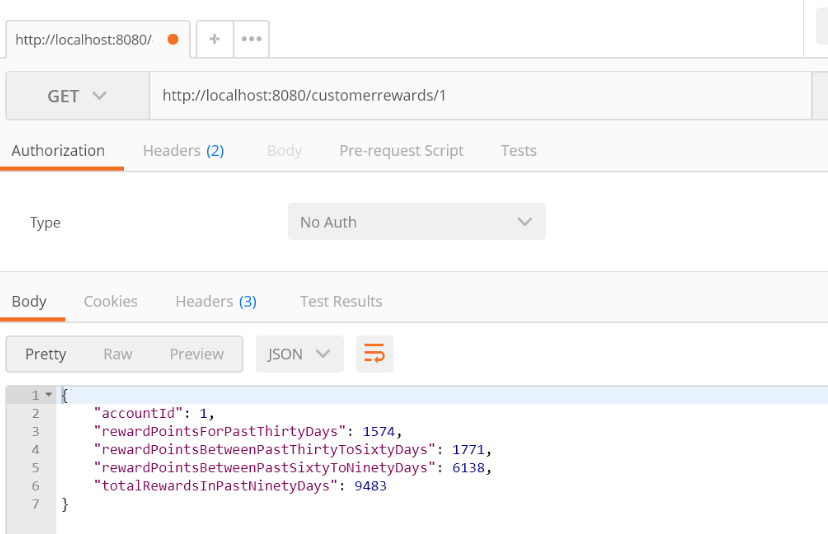 http://localhost:8080/
GET http://localhost:8080/customerrewards/1
Authorization Headers (2) Body Pre-request Script Tests
Type No Auth
Body Cookies Headers (3) Test Results
Pretty Raw Preview JSON
1 {
2 "accountId": 1,
3 "rewardPointsForPastThirtyDays": 1574,
4 "rewardPointsBetweenPastThirtyToSixtyDays": 1771,
5 "rewardPointsBetweenPastSixtyToNinetyDays": 6138,
6 "totalRewardsInPastNinetyDays": 9483
7 }